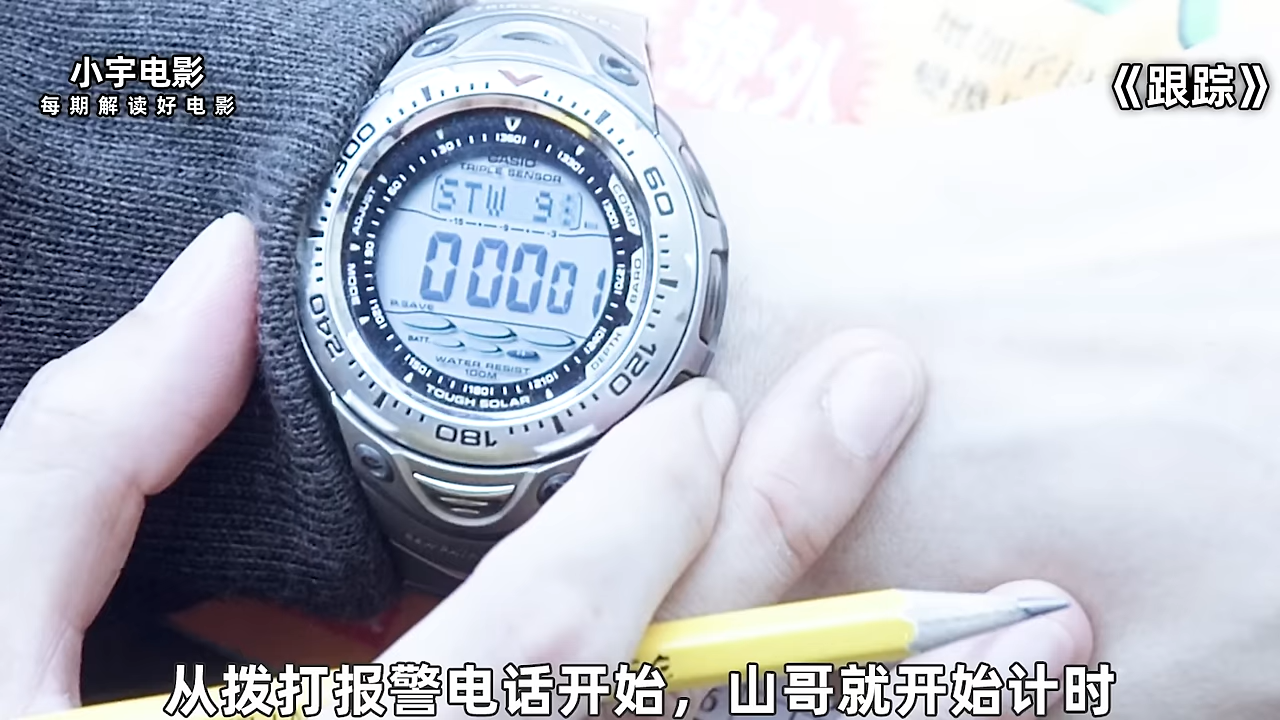 小宇电影
每期解读好电影
《跟踪》
CASIO
TRIPLE SENSOR
STW 9
00001
P.SAVE
BATT
WATER RESIST
100M
TOUGH SOLAR
ADJUST
MODE
COMP
BARO
DEPTH
60
120
180
240
300
从拨打报警电话开始，山哥就开始计时